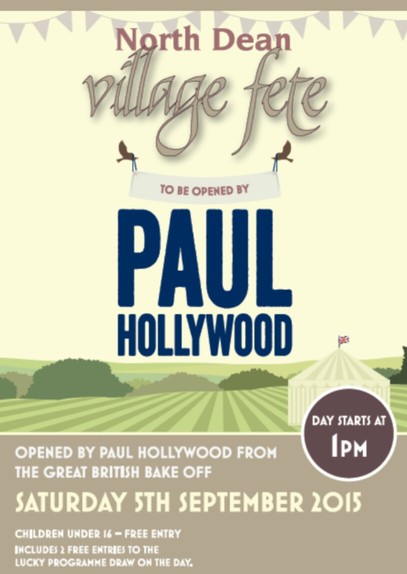 North Dean
village fete
TO BE OPENED BY
PAUL
HOLLYWOOD
DAY STARTS AT
1PM
OPENED BY PAUL HOLLYWOOD FROM
THE GREAT BRITISH BAKE OFF
SATURDAY 5TH SEPTEMBER 2015
CHILDREN UNDER 16 – FREE ENTRY
INCLUDES 2 FREE ENTRIES TO THE
LUCKY PROGRAMME DRAW ON THE DAY.